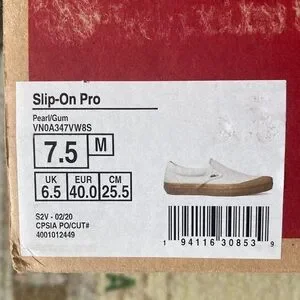 Slip-On Pro
Pearl/Gum
VN0A347VW8S
7.5 M
UK EUR CM
6.5 40.0 25.5
S2V - 02/20
CPSIA PO/CUT#
4001012449
1 94116 30853 9